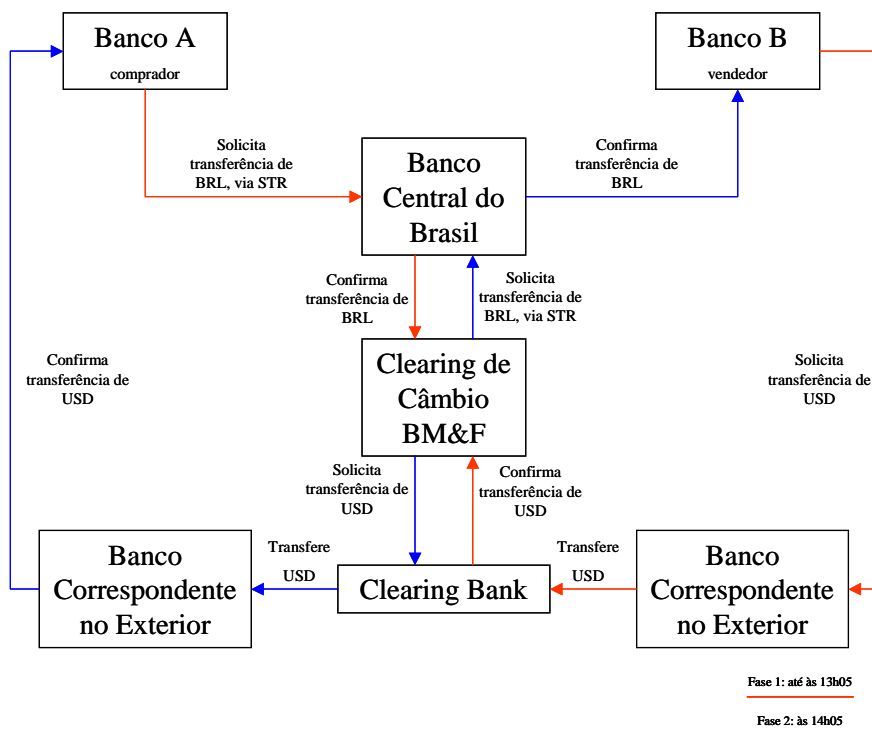 Banco A
comprador
Banco B
vendedor
Solicita
transferência de
BRL, via STR
Banco
Central do
Brasil
Confirma
transferência de
BRL
Confirma
transferência de
BRL
Solicita
transferência de
BRL, via STR
Confirma
transferência de
USD
Clearing de
Câmbio
BM&F
Solicita
transferência de
USD
Solicita
transferência de
USD
Confirma
transferência de
USD
Banco
Correspondente
no Exterior
Transfere
USD
Clearing Bank
Transfere
USD
Banco
Correspondente
no Exterior
Fase 1: até às 13h05
Fase 2: às 14h05